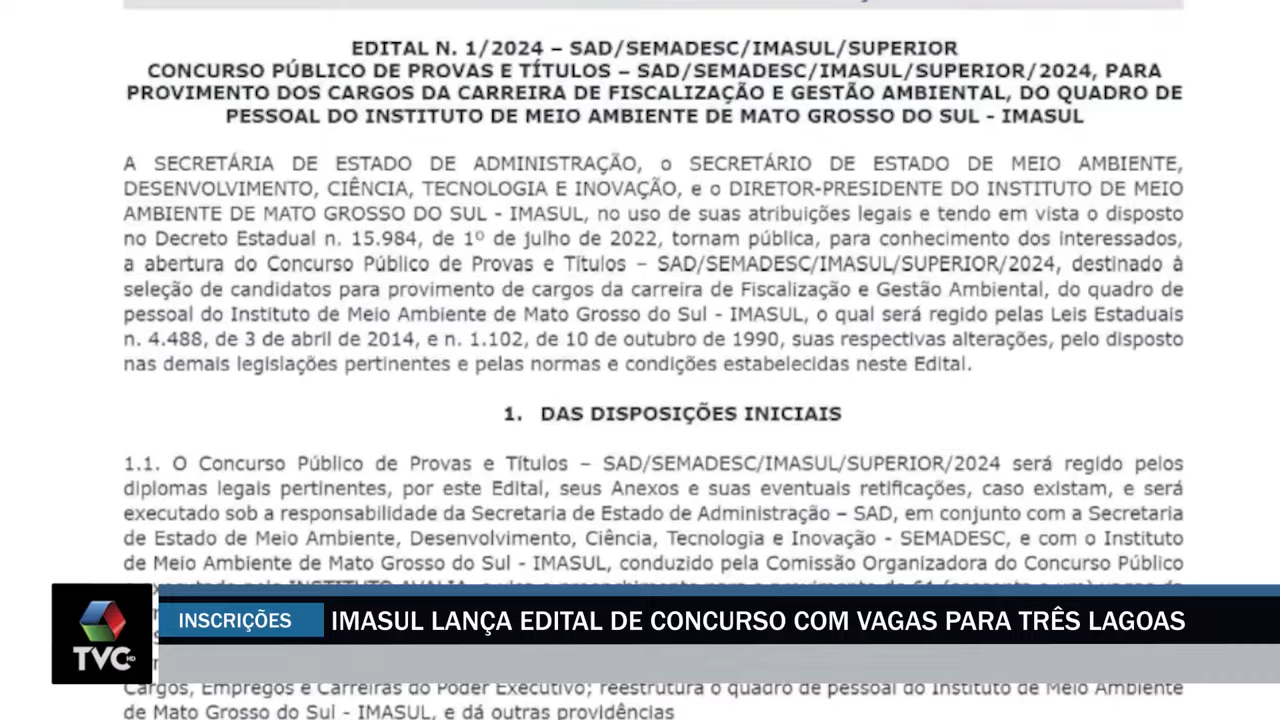 EDITAL N. 1/2024 – SAD/SEMADESC/IMASUL/SUPERIOR
CONCURSO PÚBLICO DE PROVAS E TÍTULOS – SAD/SEMADESC/IMASUL/SUPERIOR/2024, PARA
PROVIMENTO DOS CARGOS DA CARREIRA DE FISCALIZAÇÃO E GESTÃO AMBIENTAL, DO QUADRO DE
PESSOAL DO INSTITUTO DE MEIO AMBIENTE DE MATO GROSSO DO SUL - IMASUL
A SECRETÁRIA DE ESTADO DE ADMINISTRAÇÃO, o SECRETÁRIO DE ESTADO DE MEIO AMBIENTE,
DESENVOLVIMENTO, CIÊNCIA, TECNOLOGIA E INOVAÇÃO, e o DIRETOR-PRESIDENTE DO INSTITUTO DE MEIO
AMBIENTE DE MATO GROSSO DO SUL - IMASUL, no uso de suas atribuições legais e tendo em vista o disposto
no Decreto Estadual n. 15.984, de 1º de julho de 2022, tornam pública, para conhecimento dos interessados,
a abertura do Concurso Público de Provas e Títulos – SAD/SEMADESC/IMASUL/SUPERIOR/2024, destinado à
seleção de candidatos para provimento de cargos da carreira de Fiscalização e Gestão Ambiental, do quadro de
pessoal do Instituto de Meio Ambiente de Mato Grosso do Sul - IMASUL, o qual será regido pelas Leis Estaduais
n. 4.488, de 3 de abril de 2014, e n. 1.102, de 10 de outubro de 1990, suas respectivas alterações, pelo disposto
nas demais legislações pertinentes e pelas normas e condições estabelecidas neste Edital.
1. DAS DISPOSIÇÕES INICIAIS
1.1. O Concurso Público de Provas e Títulos – SAD/SEMADESC/IMASUL/SUPERIOR/2024 será regido pelos
diplomas legais pertinentes, por este Edital, seus Anexos e suas eventuais retificações, caso existam, e será
executado sob a responsabilidade da Secretaria de Estado de Administração – SAD, em conjunto com a Secretaria
de Estado de Meio Ambiente, Desenvolvimento, Ciência, Tecnologia e Inovação - SEMADESC, e com o Instituto
de Meio Ambiente de Mato Grosso do Sul - IMASUL, conduzido pela Comissão Organizadora do Concurso Público
INSCRIÇÕES
IMASUL LANÇA EDITAL DE CONCURSO COM VAGAS PARA TRÊS LAGOAS
TVC HD
Cargos, Empregos e Carreiras do Poder Executivo; reestrutura o quadro de pessoal do Instituto de Meio Ambiente
de Mato Grosso do Sul - IMASUL, e dá outras providências